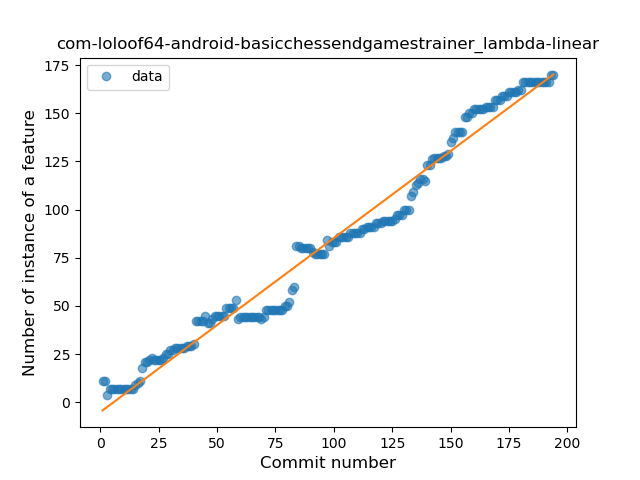 com-loloof64-android-basicchessendgamestrainer_lambda-linear
data
Number of instance of a feature
175
150
125
100
75
50
25
0
0 25 50 75 100 125 150 175 200
Commit number